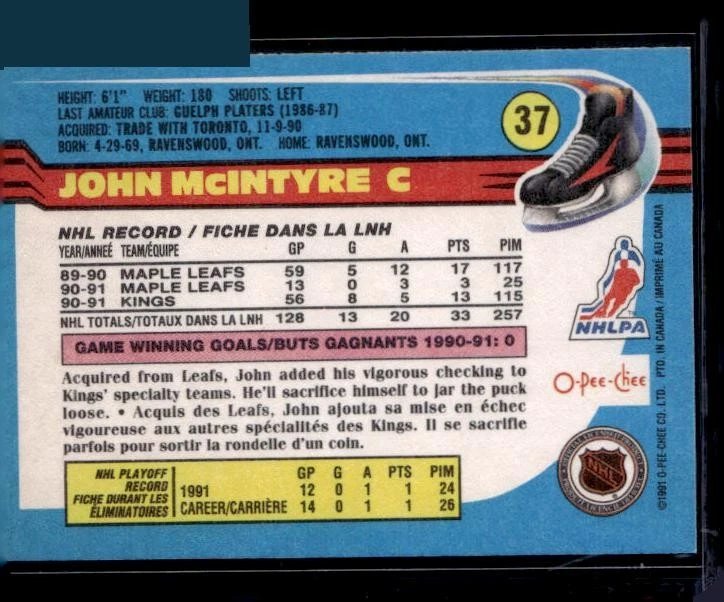 HEIGHT: 6'1" WEIGHT: 180 SHOOTS: LEFT
LAST AMATEUR CLUB: GUELPH PLATERS (1986-87)
ACQUIRED: TRADE WITH TORONTO, 11-9-90
BORN: 4-29-69, RAVENSWOOD, ONT. HOME: RAVENSWOOD, ONT.
37
JOHN McINTYRE C
NHL RECORD / FICHE DANS LA LNH
YEAR/ANNEÉ TEAM/ÉQUIPE GP G A PTS PIM
89-90 MAPLE LEAFS 59 5 12 17 117
90-91 MAPLE LEAFS 13 0 3 3 25
90-91 KINGS 56 8 5 13 115
NHL TOTALS/TOTAUX DANS LA LNH 128 13 20 33 257
GAME WINNING GOALS/BUTS GAGNANTS 1990-91: 0
Acquired from Leafs, John added his vigorous checking to
Kings' specialty teams. He'll sacrifice himself to jar the puck
loose. • Acquis des Leafs, John ajouta sa mise en échec
vigoureuse aux autres spécialités des Kings. Il se sacrifie
parfois pour sortir la rondelle d'un coin.
NHL PLAYOFF
RECORD
FICHE DURANT LES
ÉLIMINATOIRES
GP G A PTS PIM
1991 12 0 1 1 24
CAREER/CARRIÈRE 14 0 1 1 26
NHLPA
O-Pee-Chee
NHL
©1991 O-PEE-CHEE CO. LTD. PTD. IN CANADA / IMPRIMÉ AU CANADA